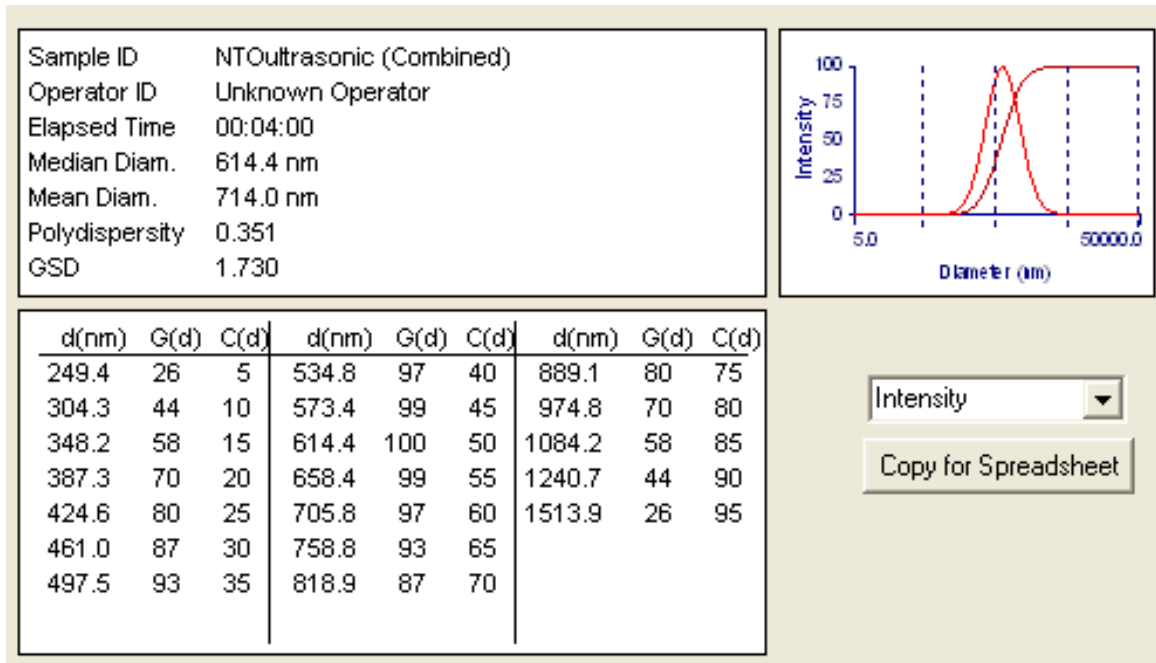 Sample ID NTOultrasonic (Combined)
Operator ID Unknown Operator
Elapsed Time 00:04:00
Median Diam. 614.4 nm
Mean Diam. 714.0 nm
Polydispersity 0.351
GSD 1.730
100
75
50
25
0
Intensity
5.0 50000.0
Diameter (nm)
d(nm) G(d) C(d) d(nm) G(d) C(d) d(nm) G(d) C(d)
249.4 26 5 534.8 97 40 889.1 80 75
304.3 44 10 573.4 99 45 974.8 70 80
348.2 58 15 614.4 100 50 1084.2 58 85
387.3 70 20 658.4 99 55 1240.7 44 90
424.6 80 25 705.8 97 60 1513.9 26 95
461.0 87 30 758.8 93 65
497.5 93 35 818.9 87 70
Intensity
Copy for Spreadsheet